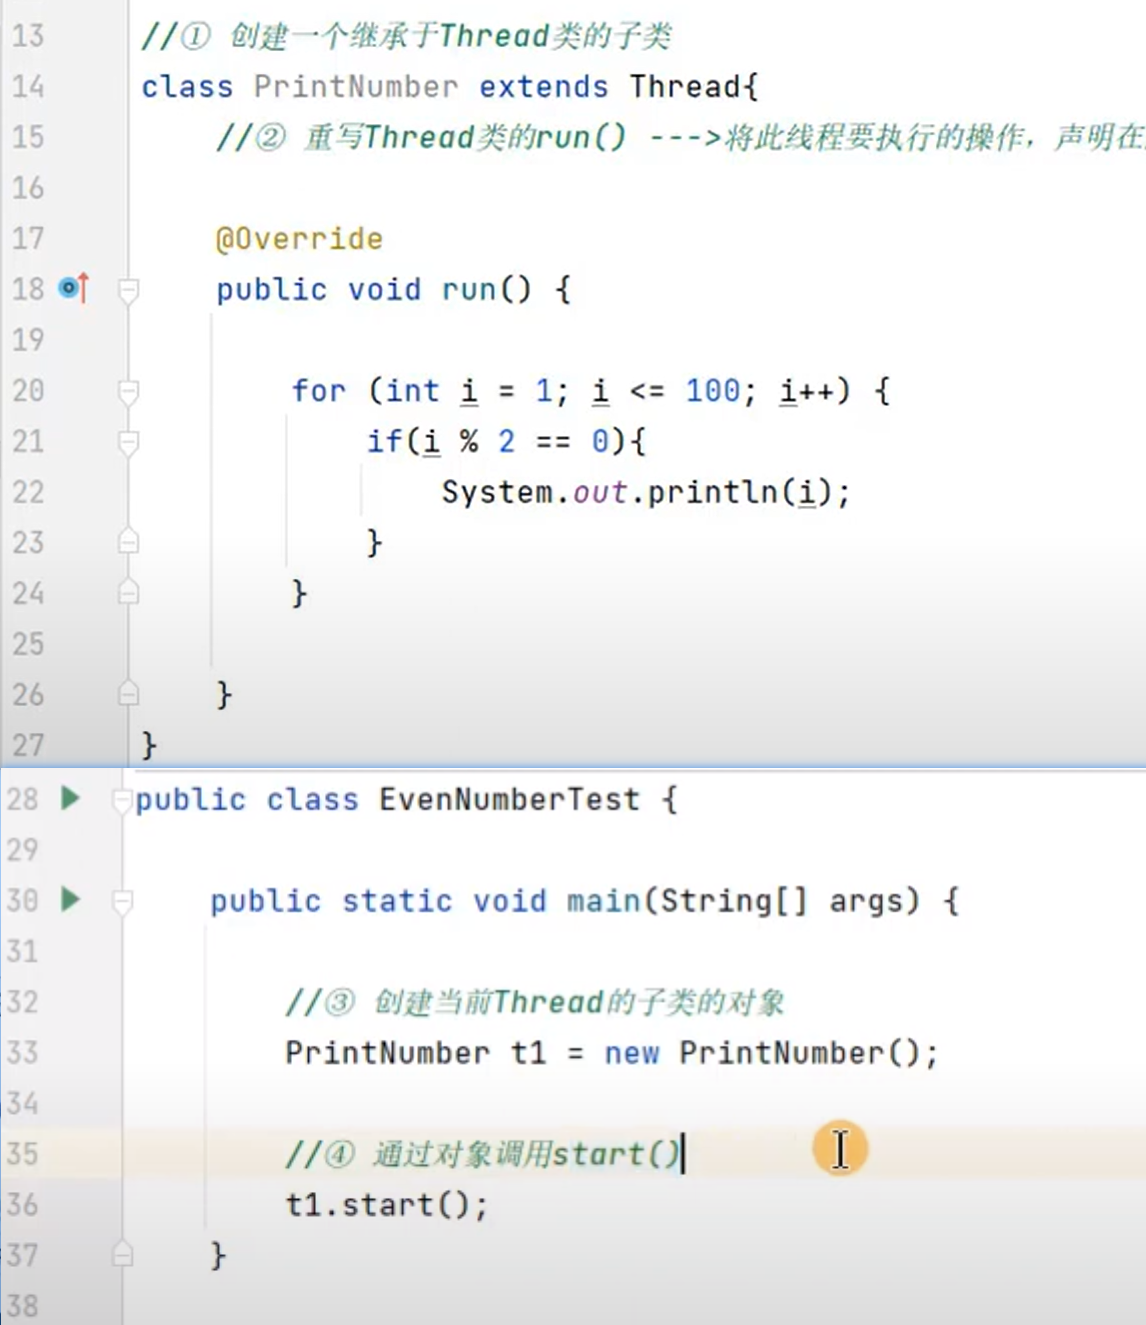 13 //① 创建一个继承于Thread类的子类
14 class PrintNumber extends Thread{
15 //② 重写Thread类的run() --->将此线程要执行的操作，声明在
16
17 @Override
18 public void run() {
19
20 for (int i = 1; i <= 100; i++) {
21 if(i % 2 == 0){
22 System.out.println(i);
23 }
24 }
25
26 }
27 }
28 public class EvenNumberTest {
29
30 public static void main(String[] args) {
31
32 //③ 创建当前Thread的子类的对象
33 PrintNumber t1 = new PrintNumber();
34
35 //④ 通过对象调用start()
36 t1.start();
37 }
38